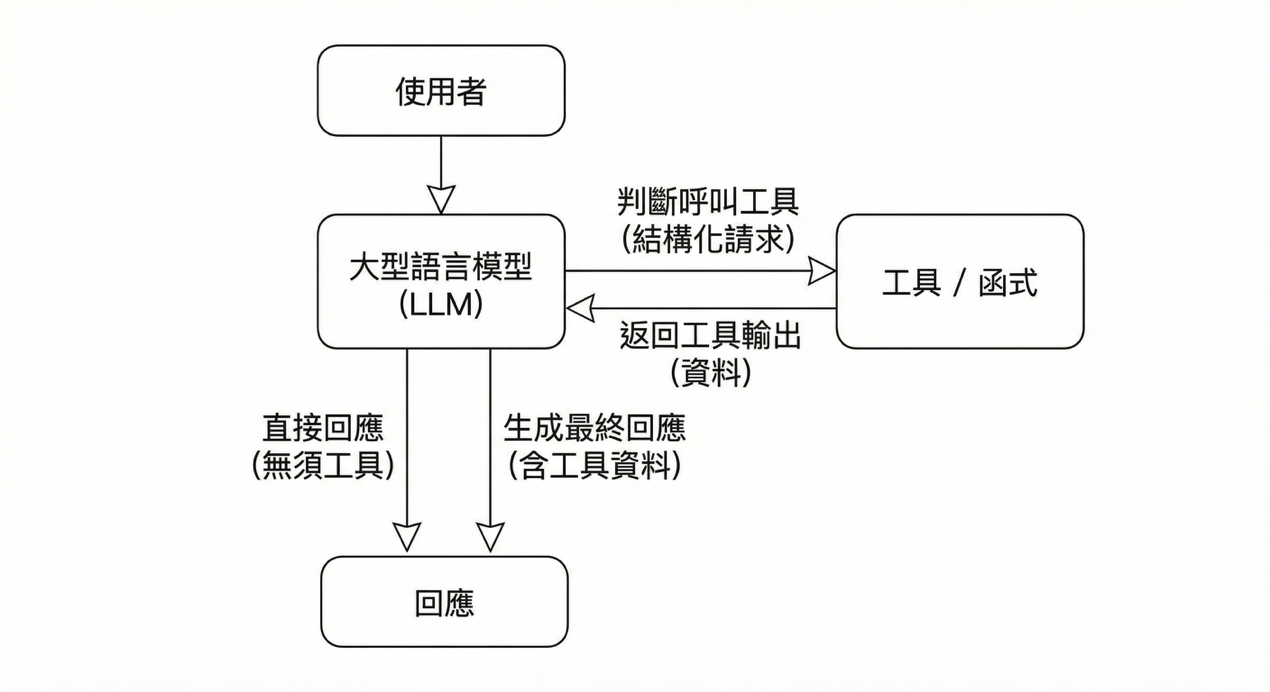 使用者
判斷呼叫工具
(結構化請求)
大型語言模型
(LLM)
工具 / 函式
返回工具輸出
(資料)
直接回應
(無須工具)
生成最終回應
(含工具資料)
回應